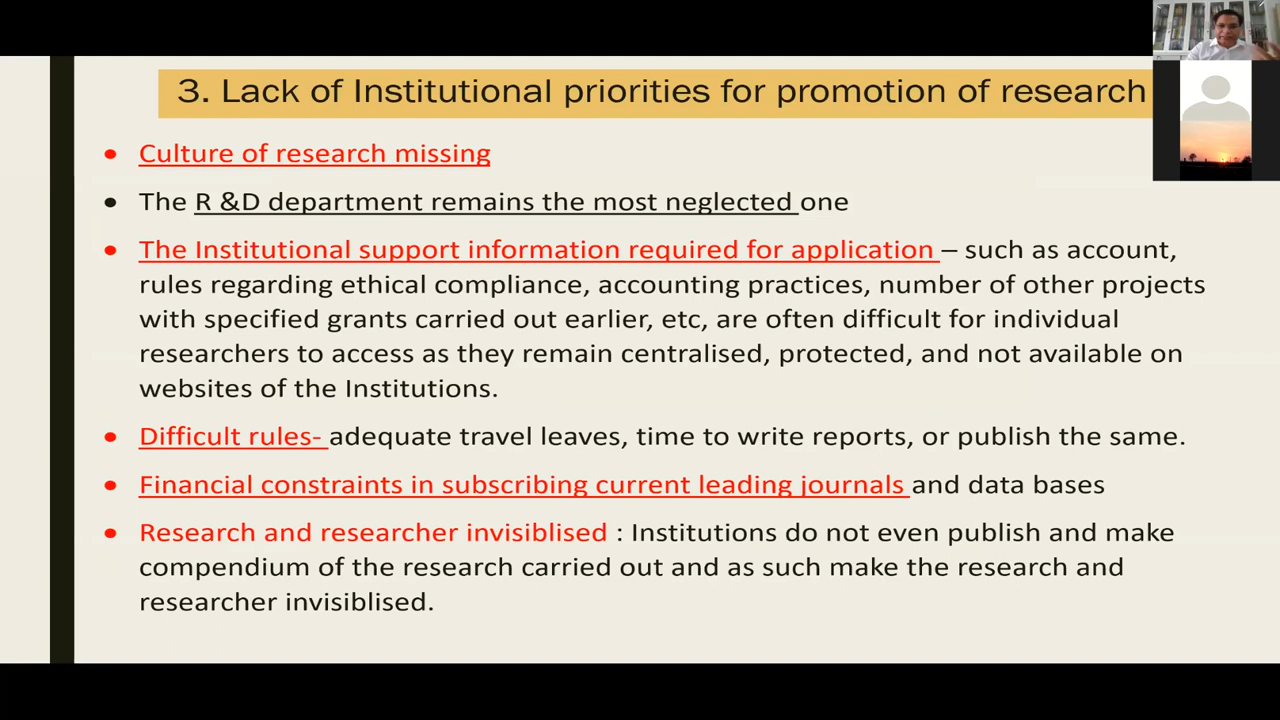 3. Lack of Institutional priorities for promotion of research
• Culture of research missing
• The R &D department remains the most neglected one
• The Institutional support information required for application – such as account,
rules regarding ethical compliance, accounting practices, number of other projects
with specified grants carried out earlier, etc, are often difficult for individual
researchers to access as they remain centralised, protected, and not available on
websites of the Institutions.
• Difficult rules- adequate travel leaves, time to write reports, or publish the same.
• Financial constraints in subscribing current leading journals and data bases
• Research and researcher invisiblised : Institutions do not even publish and make
compendium of the research carried out and as such make the research and
researcher invisiblised.